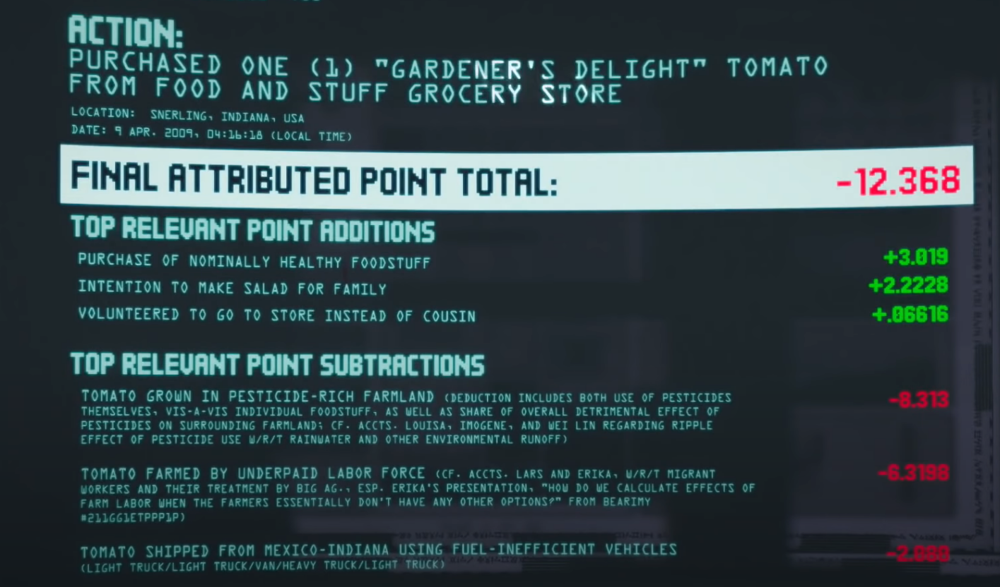 ACTION:
PURCHASED ONE (1) "GARDENER'S DELIGHT" TOMATO
FROM FOOD AND STUFF GROCERY STORE
LOCATION: SNERLING, INDIANA, USA
DATE: 9 APR. 2009, 04:16:18 (LOCAL TIME)
FINAL ATTRIBUTED POINT TOTAL: -12.368
TOP RELEVANT POINT ADDITIONS
PURCHASE OF NOMINALLY HEALTHY FOODSTUFF +3.019
INTENTION TO MAKE SALAD FOR FAMILY +2.2228
VOLUNTEERED TO GO TO STORE INSTEAD OF COUSIN +.06616
TOP RELEVANT POINT SUBTRACTIONS
TOMATO GROWN IN PESTICIDE-RICH FARMLAND (DEDUCTION INCLUDES BOTH USE OF PESTICIDES -8.313
THEMSELVES, VIS-A-VIS INDIVIDUAL FOODSTUFF, AS WELL AS SHARE OF OVERALL DETRIMENTAL EFFECT OF
PESTICIDES ON SURROUNDING FARMLAND; CF. ACCTS. LOUISA, IMOGENE, AND WEI LIN REGARDING RIPPLE
EFFECT OF PESTICIDE USE W/R/T RAINWATER AND OTHER ENVIRONMENTAL RUNOFF)
TOMATO FARMED BY UNDERPAID LABOR FORCE (CF. ACCTS. LARS AND ERIKA, W/R/T MIGRANT -6.3198
WORKERS AND THEIR TREATMENT BY BIG AG., ESP. ERIKA'S PRESENTATION, "HOW DO WE CALCULATE EFFECTS OF
FARM LABOR WHEN THE FARMERS ESSENTIALLY DON'T HAVE ANY OTHER OPTIONS?" FROM BEARIMY
#211GG1ETPPP1P)
TOMATO SHIPPED FROM MEXICO-INDIANA USING FUEL-INEFFICIENT VEHICLES
(LIGHT TRUCK/LIGHT TRUCK/VAN/HEAVY TRUCK/LIGHT TRUCK)